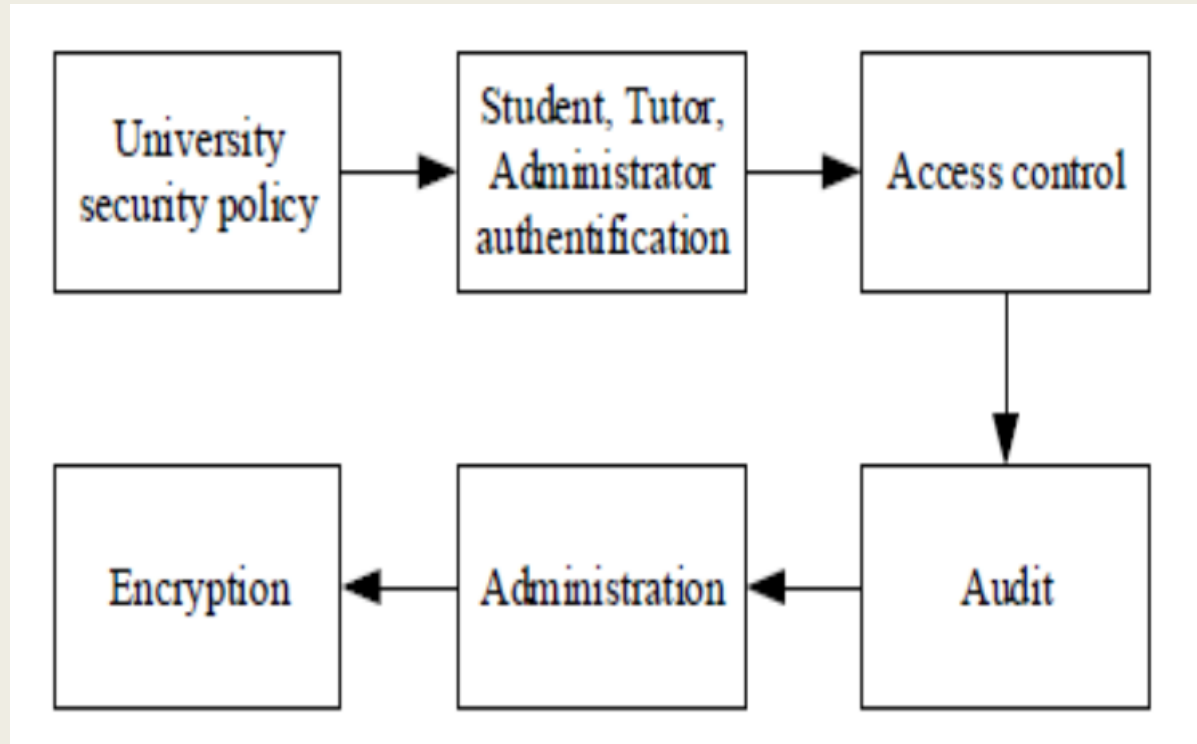 University
security policy
Student, Tutor,
Administrator
authentification
Access control
Audit
Administration
Encryption